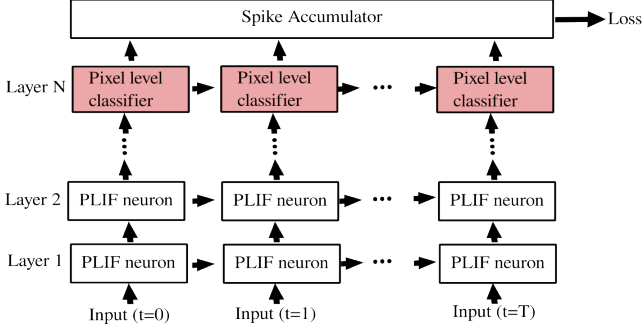 Spike Accumulator
Loss
Layer N
Pixel level
classifier
Pixel level
classifier
...
Pixel level
classifier
Layer 2
PLIF neuron
PLIF neuron
...
PLIF neuron
Layer 1
PLIF neuron
PLIF neuron
...
PLIF neuron
Input (t=0)
Input (t=1)
Input (t=T)